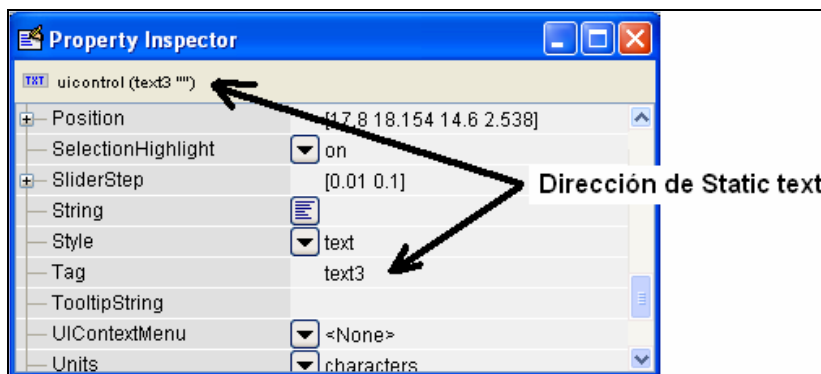 Property Inspector
TXT uicontrol (text3 "")
Position [17.8 18.154 14.6 2.538]
SelectionHighlight on
SliderStep [0.01 0.1]
Dirección de Static text
String
Style text
Tag text3
TooltipString
UIContextMenu <None>
Units characters